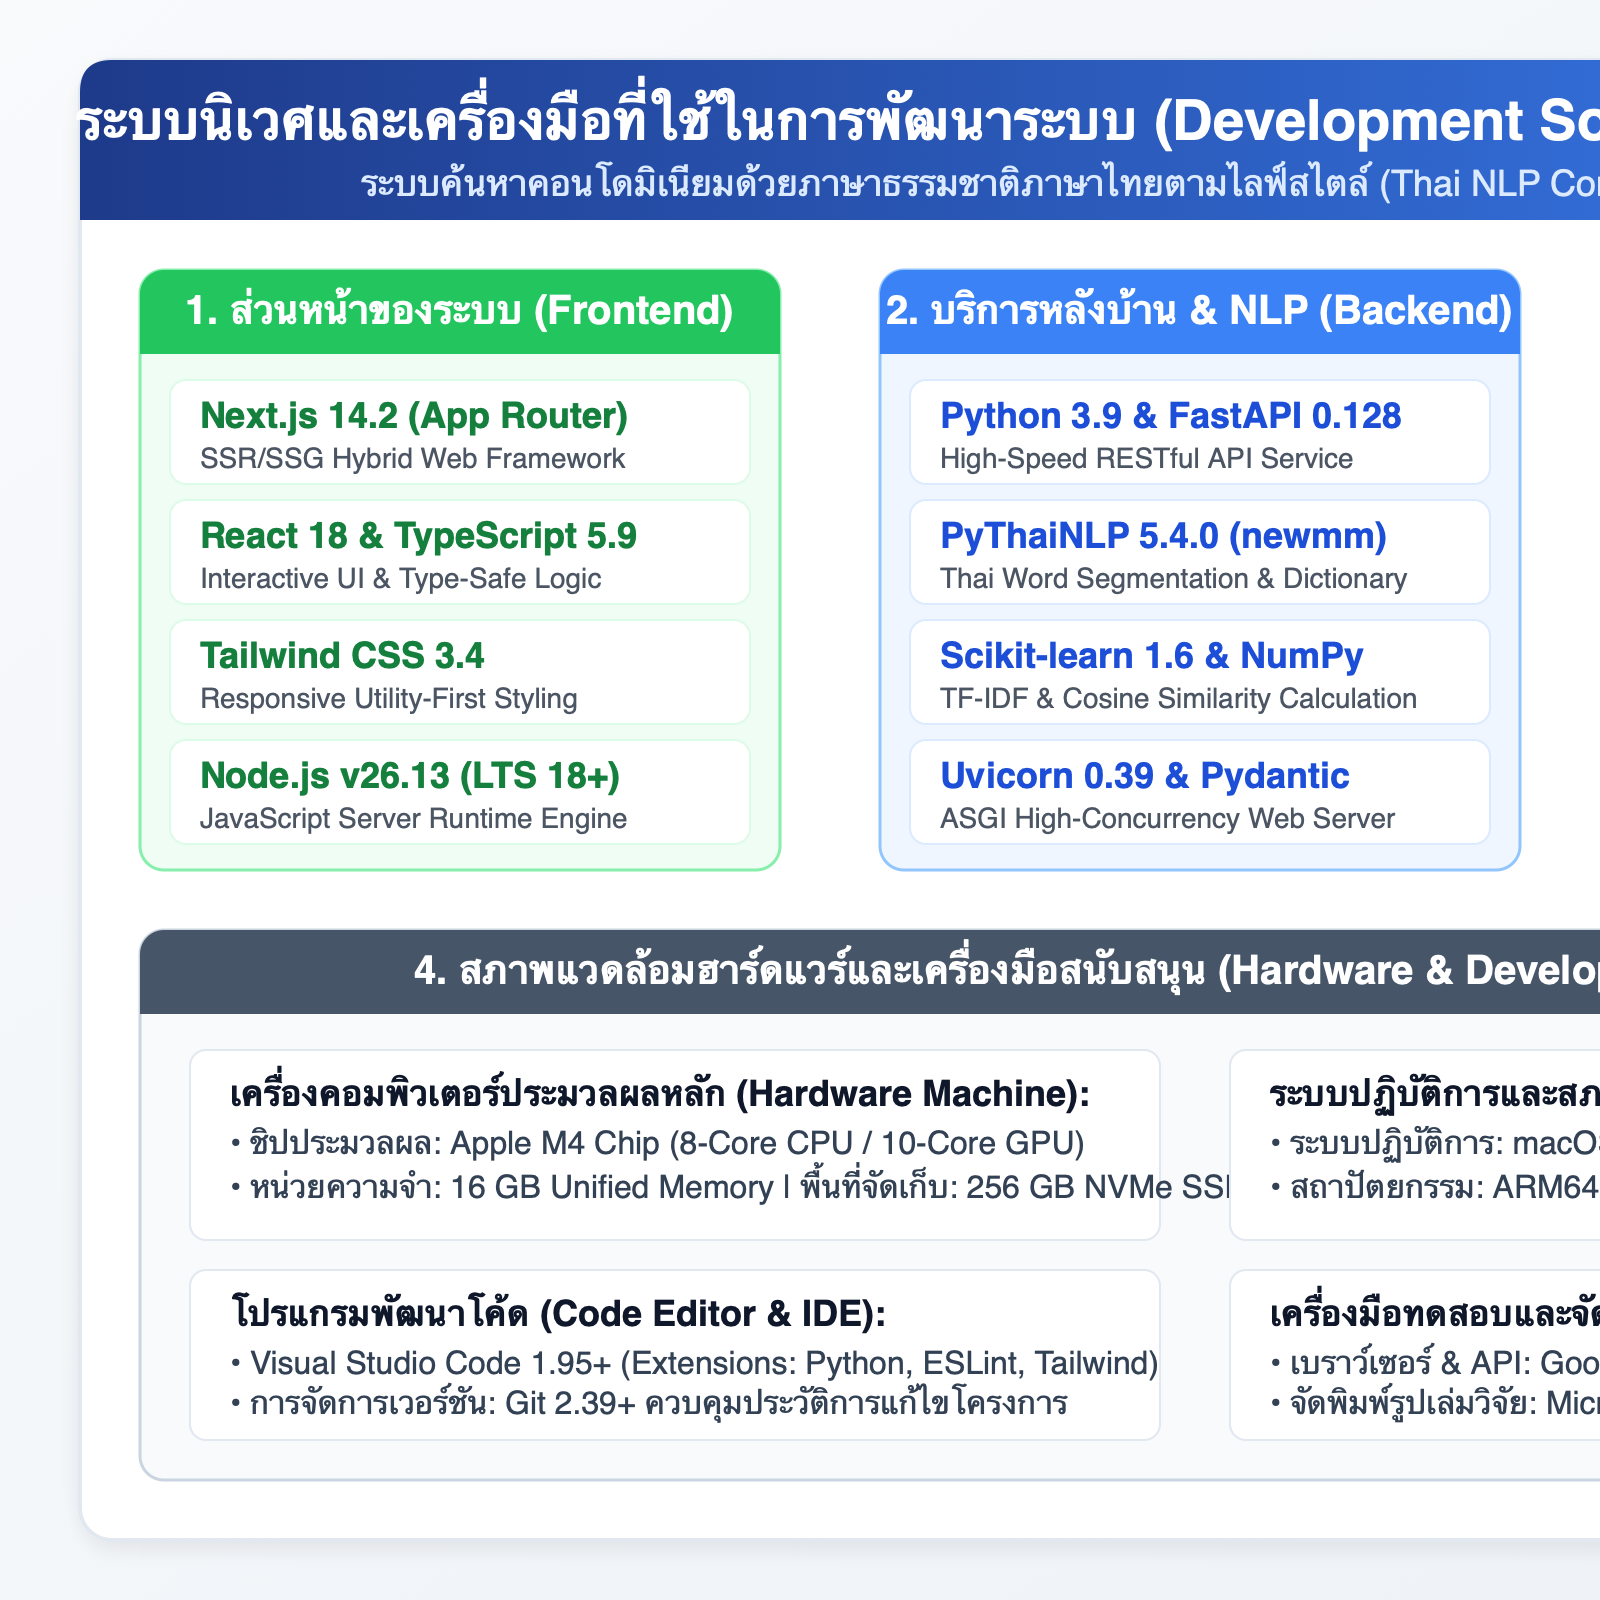 ระบบนิเวศและเครื่องมือที่ใช้ในการพัฒนาระบบ (Development So
ระบบค้นหาคอนโดมิเนียมด้วยภาษาธรรมชาติภาษาไทยตามไลฟ์สไตล์ (Thai NLP Con
1. ส่วนหน้าของระบบ (Frontend)
Next.js 14.2 (App Router)
SSR/SSG Hybrid Web Framework
React 18 & TypeScript 5.9
Interactive UI & Type-Safe Logic
Tailwind CSS 3.4
Responsive Utility-First Styling
Node.js v26.13 (LTS 18+)
JavaScript Server Runtime Engine
2. บริการหลังบ้าน & NLP (Backend)
Python 3.9 & FastAPI 0.128
High-Speed RESTful API Service
PyThaiNLP 5.4.0 (newmm)
Thai Word Segmentation & Dictionary
Scikit-learn 1.6 & NumPy
TF-IDF & Cosine Similarity Calculation
Uvicorn 0.39 & Pydantic
ASGI High-Concurrency Web Server
4. สภาพแวดล้อมฮาร์ดแวร์และเครื่องมือสนับสนุน (Hardware & Develop
เครื่องคอมพิวเตอร์ประมวลผลหลัก (Hardware Machine):
• ชิปประมวลผล: Apple M4 Chip (8-Core CPU / 10-Core GPU)
• หน่วยความจำ: 16 GB Unified Memory | พื้นที่จัดเก็บ: 256 GB NVMe SS
ระบบปฏิบัติการและสภ
• ระบบปฏิบัติการ: macO
• สถาปัตยกรรม: ARM64
โปรแกรมพัฒนาโค้ด (Code Editor & IDE):
• Visual Studio Code 1.95+ (Extensions: Python, ESLint, Tailwind)
• การจัดการเวอร์ชัน: Git 2.39+ ควบคุมประวัติการแก้ไขโครงการ
เครื่องมือทดสอบและจัด
• เบราว์เซอร์ & API: Goo
• จัดพิมพ์รูปเล่มวิจัย: Micr